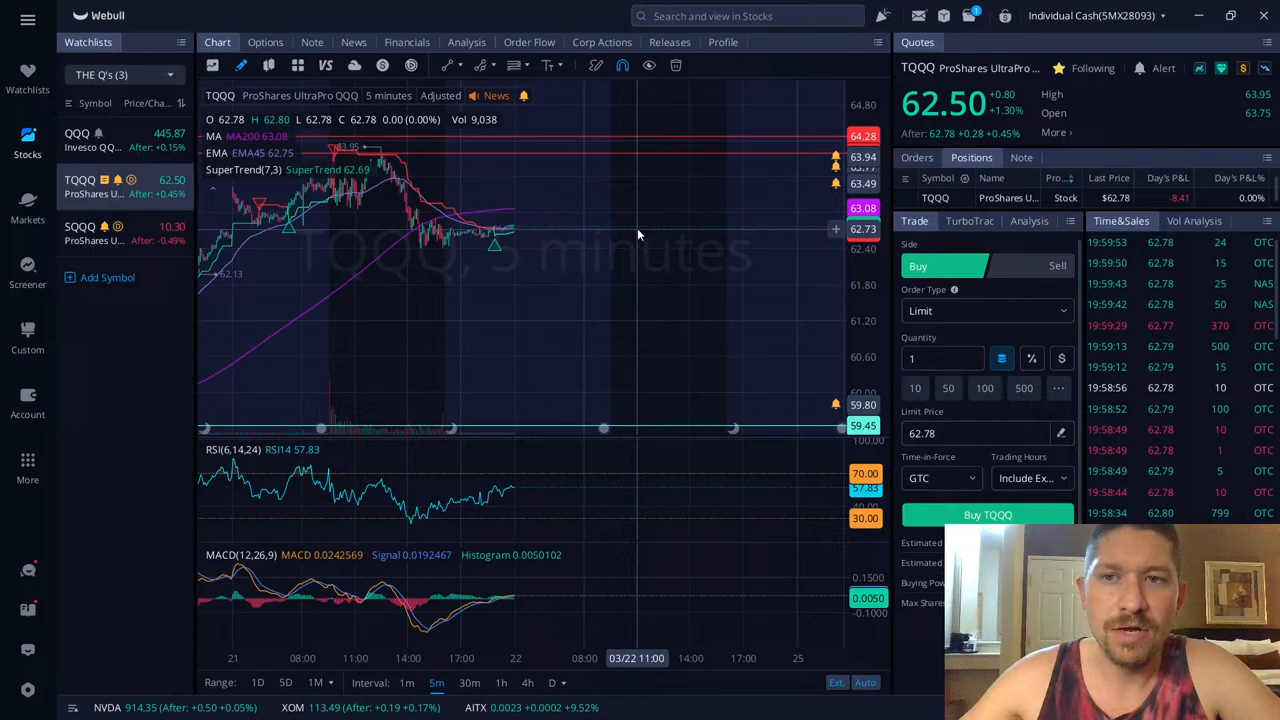 Webull
Search and view in Stocks
1
Individual Cash(5MX28093)
Watchlists
Chart
Options
Note
News
Financials
Analysis
Order Flow
Corp Actions
Releases
Profile
Quotes
THE Q's (3)
Symbol
Price/Cha...
QQQ
445.87
Invesco QQ...
After: +0.15%
TQQQ
62.50
ProShares U...
After: +0.45%
SQQQ
10.30
ProShares U...
After: -0.49%
Add Symbol
Watchlists
Stocks
Markets
Screener
Custom
Account
More
VS
TQQQ ProShares UltraPro QQQ 5 minutes Adjusted News
O 62.78 H 62.80 L 62.78 C 62.78 0.00 (0.00%) Vol 9,038
MA MA200 63.08
EMA EMA45 62.75
SuperTrend(7,3) SuperTrend 62.69
63.95
62.13
TQQQ, 5 minutes
64.80
64.28
63.94
63.49
63.08
62.73
62.40
61.80
61.20
60.60
59.80
59.45
RSI(6,14,24) RSI14 57.83
100.00
70.00
57.83
30.00
MACD(12,26,9) MACD 0.0242569 Signal 0.0192467 Histogram 0.0050102
0.1500
0.0050
-0.1000
21
08:00
11:00
14:00
17:00
22
08:00
03/22 11:00
14:00
17:00
25
Range: 1D 5D 1M
Interval: 1m 5m 30m 1h 4h D
Ext.
Auto
NVDA 914.35 (After: +0.50 +0.05%)
XOM 113.49 (After: +0.19 +0.17%)
AITX 0.0023 +0.0002 +9.52%
TQQQ ProShares UltraPro ...
Following
Alert
62.50
+0.80
+1.30%
High
63.95
Open
63.75
After: 62.78 +0.28 +0.45%
More
Orders
Positions
Note
Symbol
Name
Pro...
Last Price
Day's P&L
Day's P&L%
TQQQ
ProShares U...
Stock
$62.78
-8.41
0.00%
Trade
TurboTrac
Analysis
Time&Sales
Vol Analysis
Side
Buy
Sell
Order Type
Limit
Quantity
1
%
$
10
50
100
500
Limit Price
62.78
Time-in-Force
Trading Hours
GTC
Include Ex...
Buy TQQQ
Estimated
Estimated
Buying Pow
Max Shares
19:59:53 62.78 24 OTC
19:59:50 62.78 15 OTC
19:59:43 62.78 25 NAS
19:59:42 62.78 50 OTC
19:59:29 62.77 370 OTC
19:59:13 62.79 500 OTC
19:59:12 62.79 15 OTC
19:58:56 62.78 10 OTC
19:58:52 62.79 100 OTC
19:58:49 62.78 1 OTC
19:58:49 62.79 5 OTC
19:58:44 62.78 10 OTC
19:58:34 62.80 799 OTC